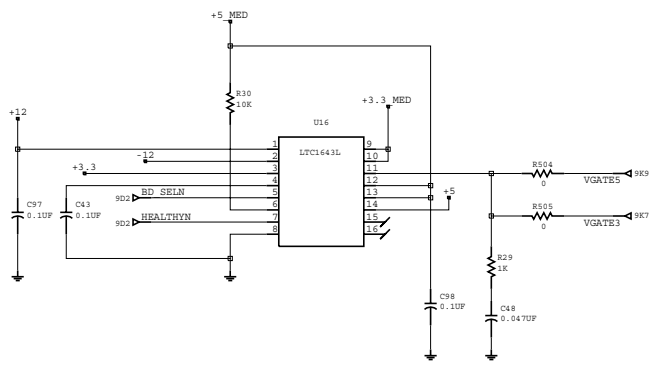 +5_MED
R30
10K
+3.3_MED
U16
LTC1643L
+12
-12
+3.3
BD_SELN
9D2
HEALTHYN
9D2
1
2
3
4
5
6
7
8
9
10
11
12
13
14
15
16
+5
R504
0
VGATE5
9K9
R505
0
VGATE3
9K7
C97
0.1UF
C43
0.1UF
R29
1K
C98
0.1UF
C48
0.047UF